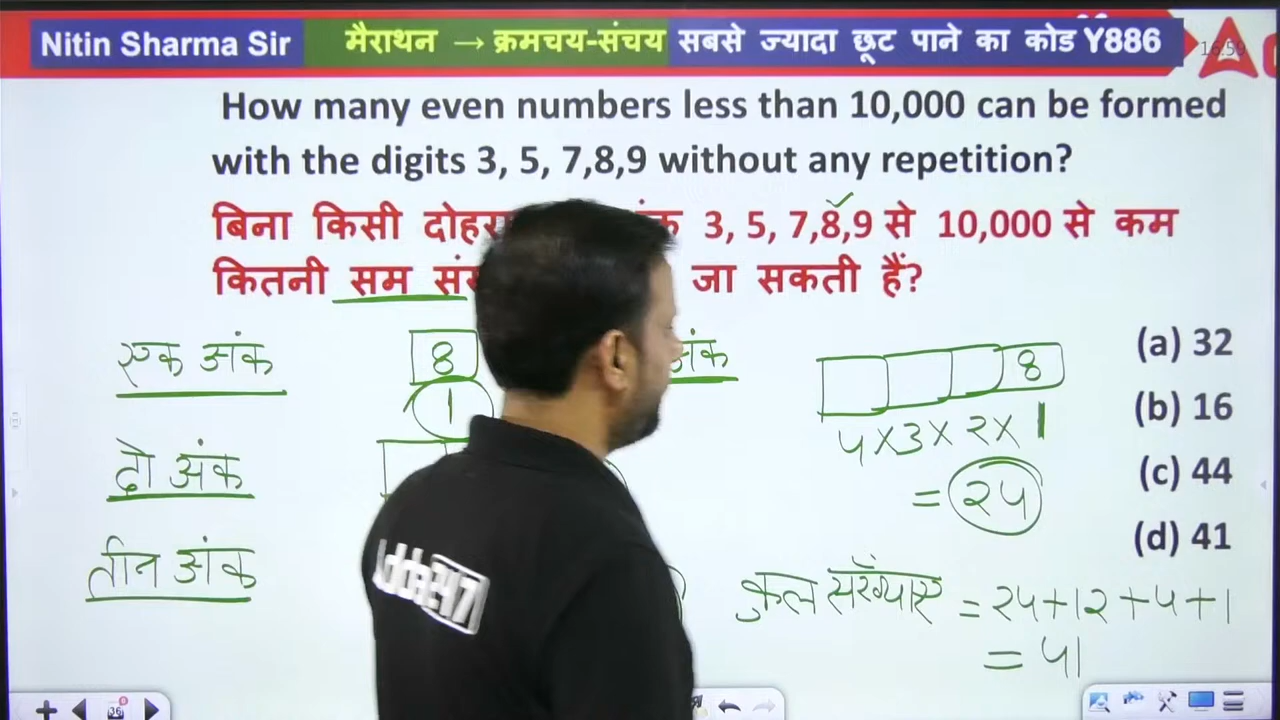 Nitin Sharma Sir मैराथन → क्रमचय-संचय सबसे ज्यादा छूट पाने का कोड Y886
16:59
How many even numbers less than 10,000 can be formed
with the digits 3, 5, 7,8,9 without any repetition?
बिना किसी 3, 5, 7,8,9 से 10,000 से कम
कितनी सम जा सकती हैं?
एक अंक 8 अंक 8
1
4×3×2×1
= 24
दो अंक
तीन अंक
कुल संख्याएँ = 24+12+4+1
= 41
(a) 32
(b) 16
(c) 44
(d) 41
36